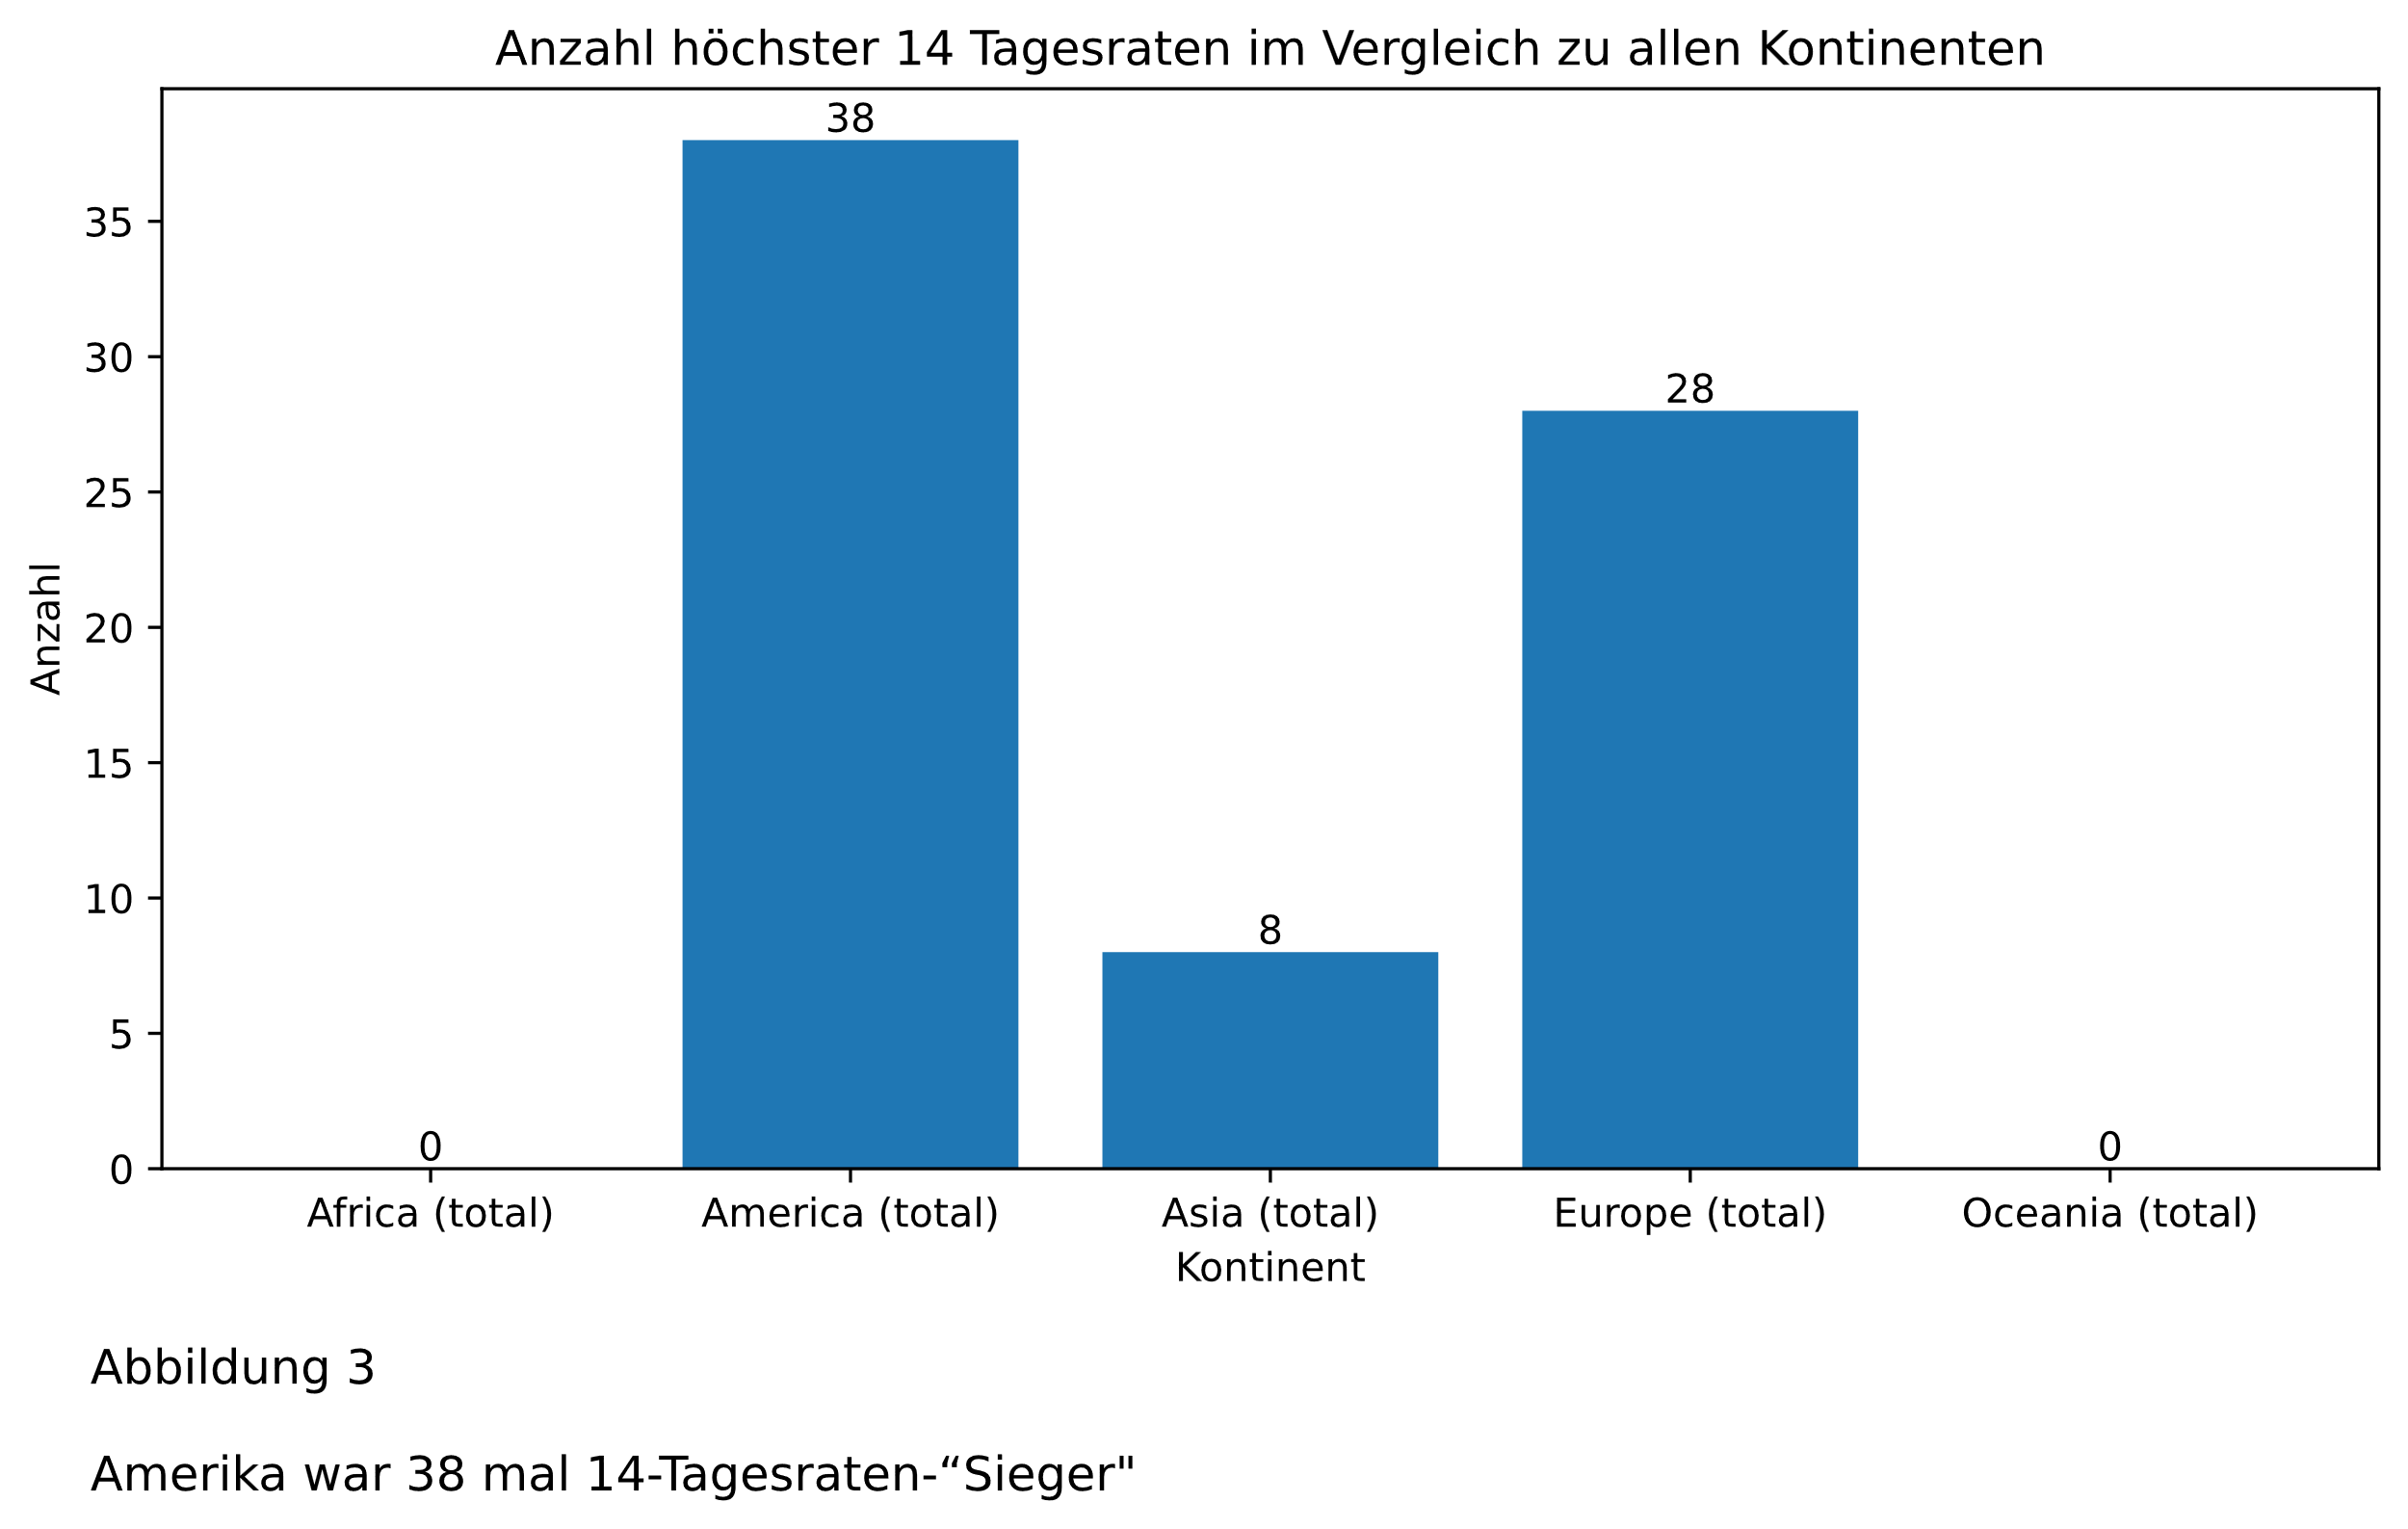 Anzahl höchster 14 Tagesraten im Vergleich zu allen Kontinenten
38
35
30
28
25
Anzahl
20
15
10
8
5
0
0
0
Africa (total) America (total) Asia (total) Europe (total) Oceania (total)
Kontinent
Abbildung 3
Amerika war 38 mal 14-Tagesraten-“Sieger"